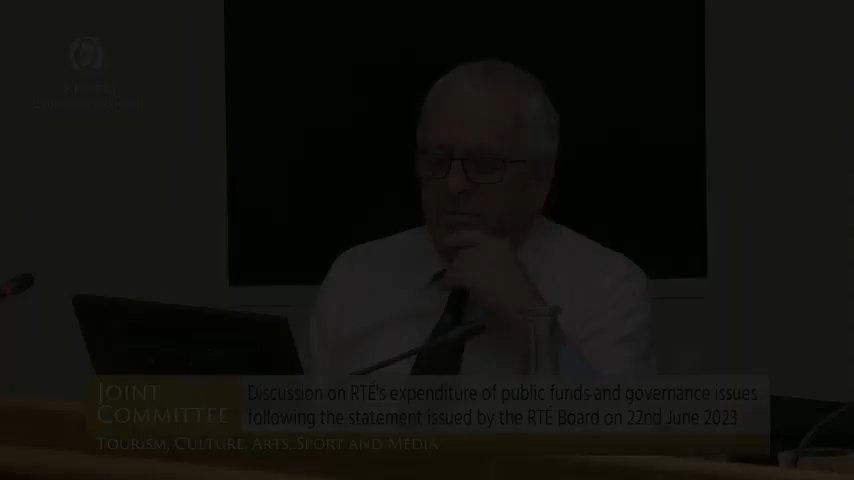 JOINT
COMMITTEE
Discussion on RTÉ's expenditure of public funds and governance issues
following the statement issued by the RTÉ Board on 22nd June 2023
TOURISM, CULTURE, ARTS, SPORT AND MEDIA